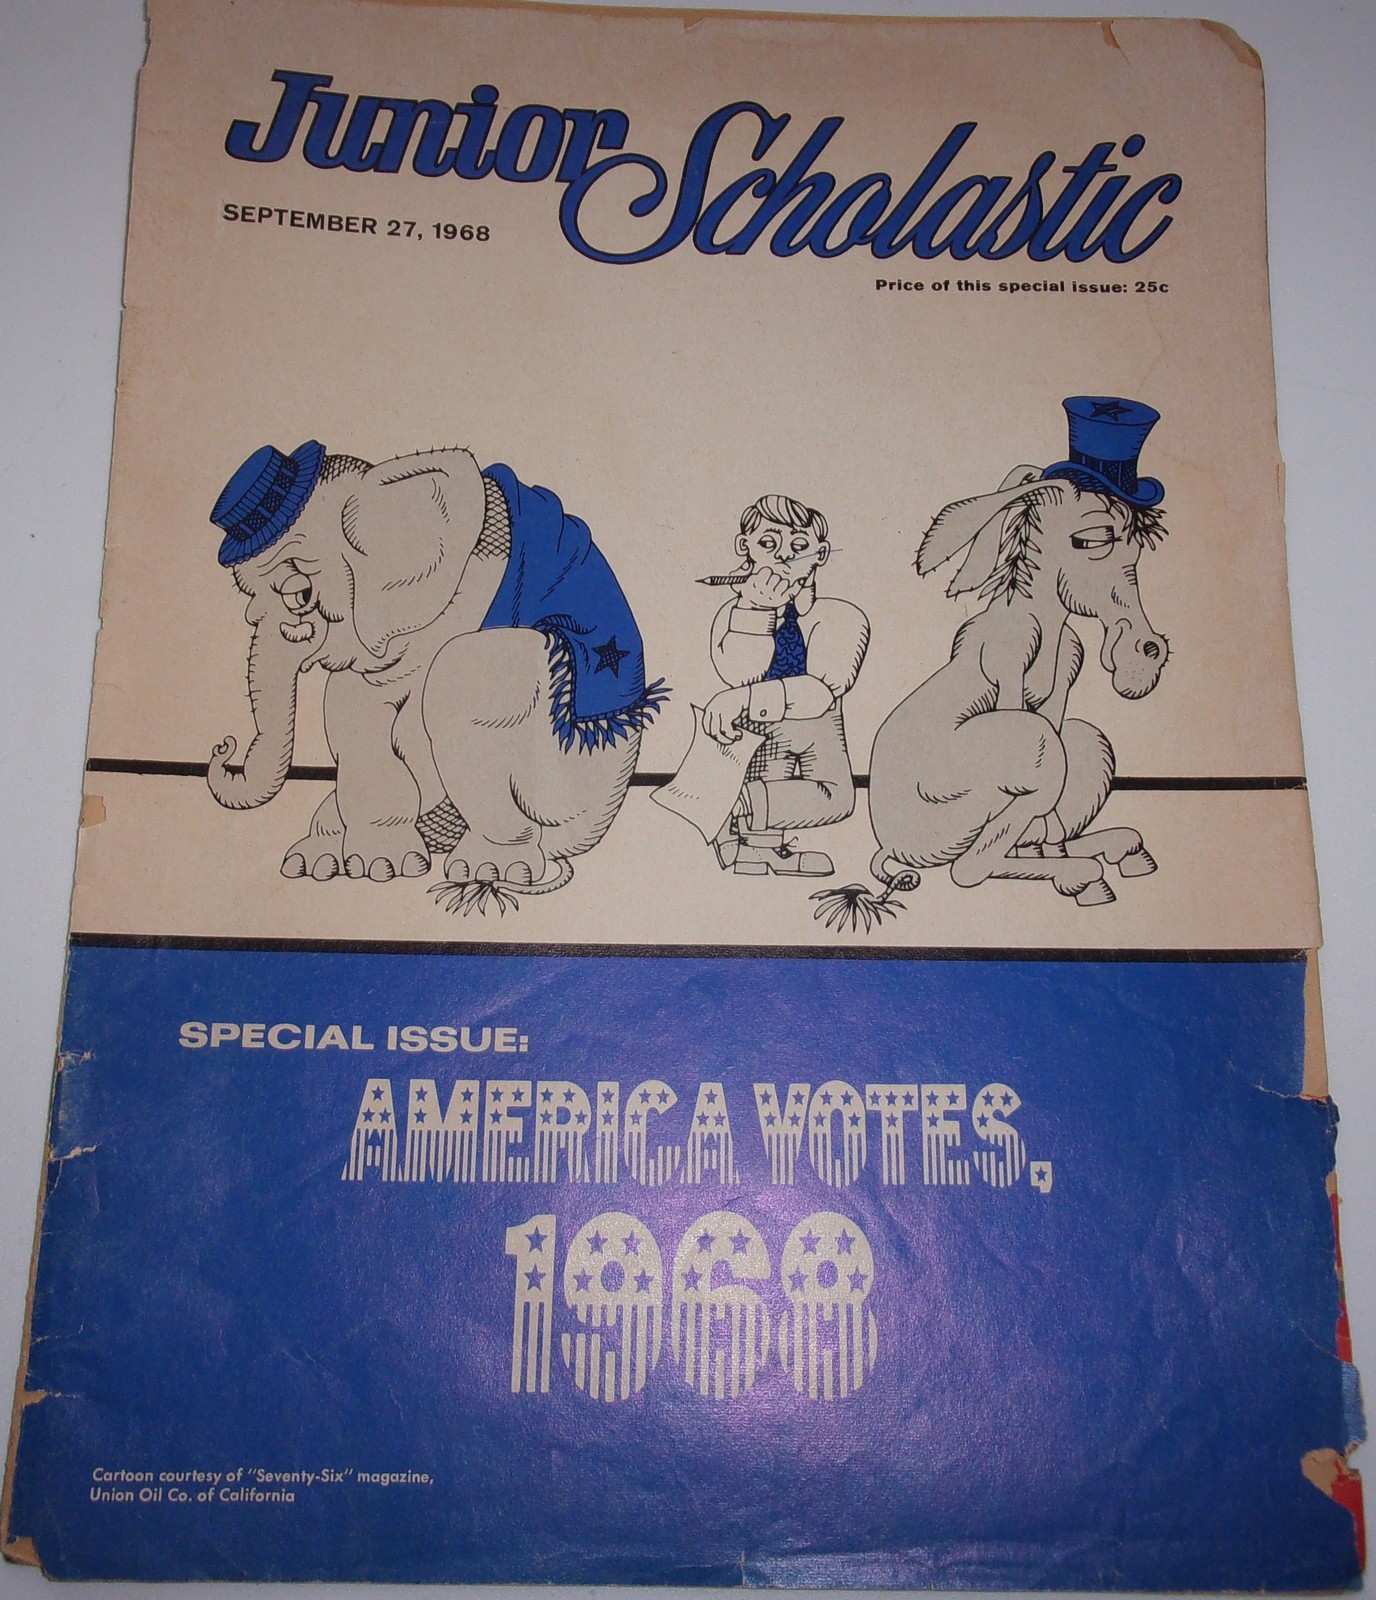 Junior Scholastic
SEPTEMBER 27, 1968
Price of this special issue: 25c
SPECIAL ISSUE:
AMERICA VOTES,
1968
Cartoon courtesy of "Seventy-Six" magazine,
Union Oil Co. of California